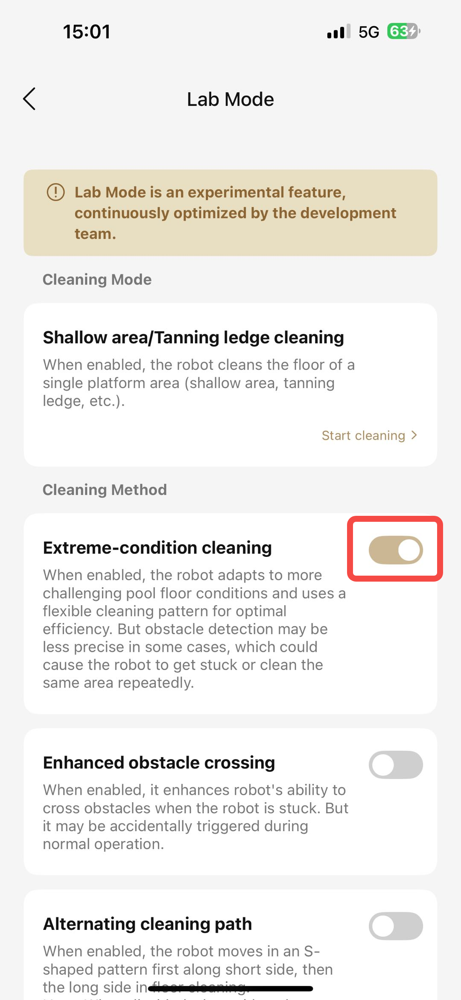 15:01
5G
63
Lab Mode
Lab Mode is an experimental feature,
continuously optimized by the development
team.
Cleaning Mode
Shallow area/Tanning ledge cleaning
When enabled, the robot cleans the floor of a
single platform area (shallow area, tanning
ledge, etc.).
Start cleaning
Cleaning Method
Extreme-condition cleaning
When enabled, the robot adapts to more
challenging pool floor conditions and uses a
flexible cleaning pattern for optimal
efficiency. But obstacle detection may be
less precise in some cases, which could
cause the robot to get stuck or clean the
same area repeatedly.
Enhanced obstacle crossing
When enabled, it enhances robot's ability to
cross obstacles when the robot is stuck. But
it may be accidentally triggered during
normal operation.
Alternating cleaning path
When enabled, the robot moves in an S-
shaped pattern first along short side, then
the long side in floor cleaning.